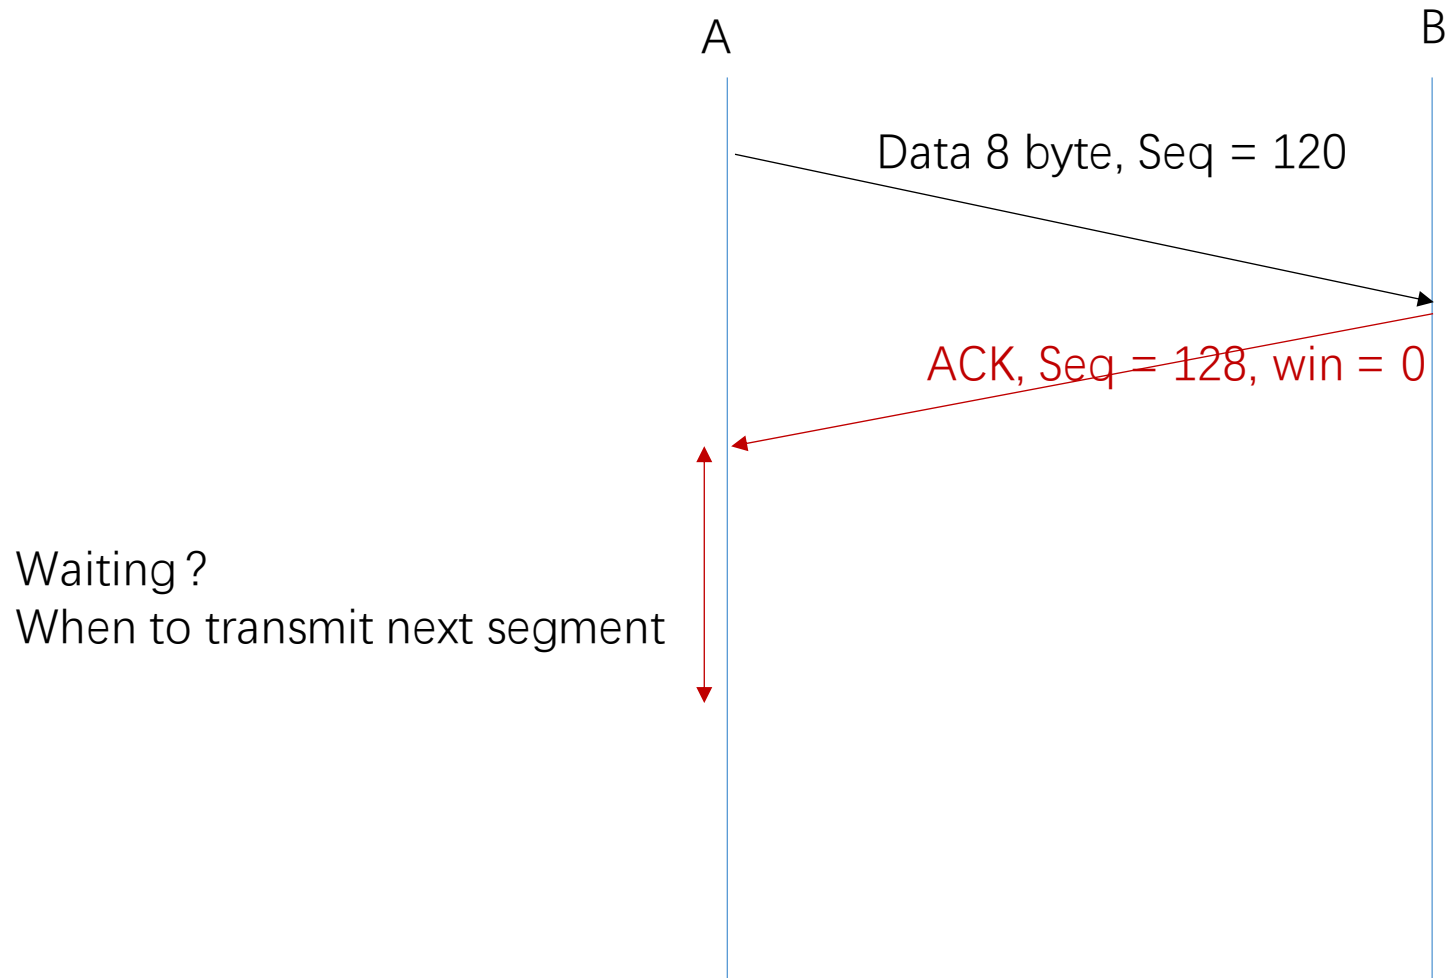 A
B
Data 8 byte, Seq = 120
ACK, Seq = 128, win = 0
Waiting?
When to transmit next segment